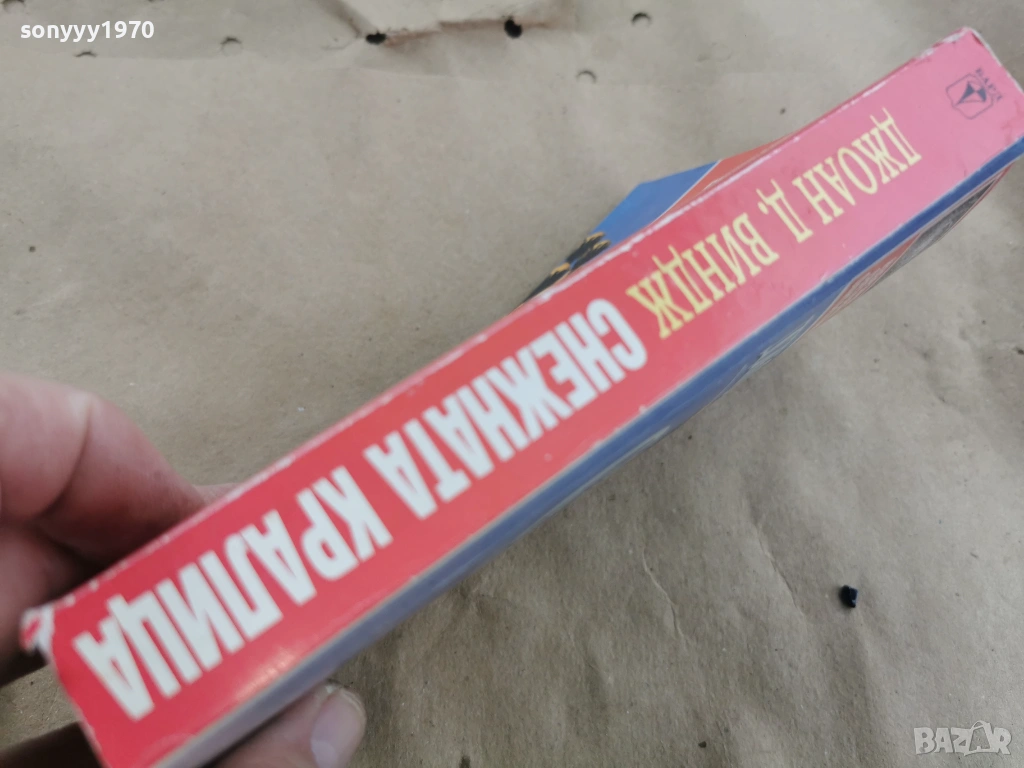 sonyyy1970
ДЖОАН Д. ВИНДЖ
СНЕЖНАТА КРАЛИЦА
BAZAR